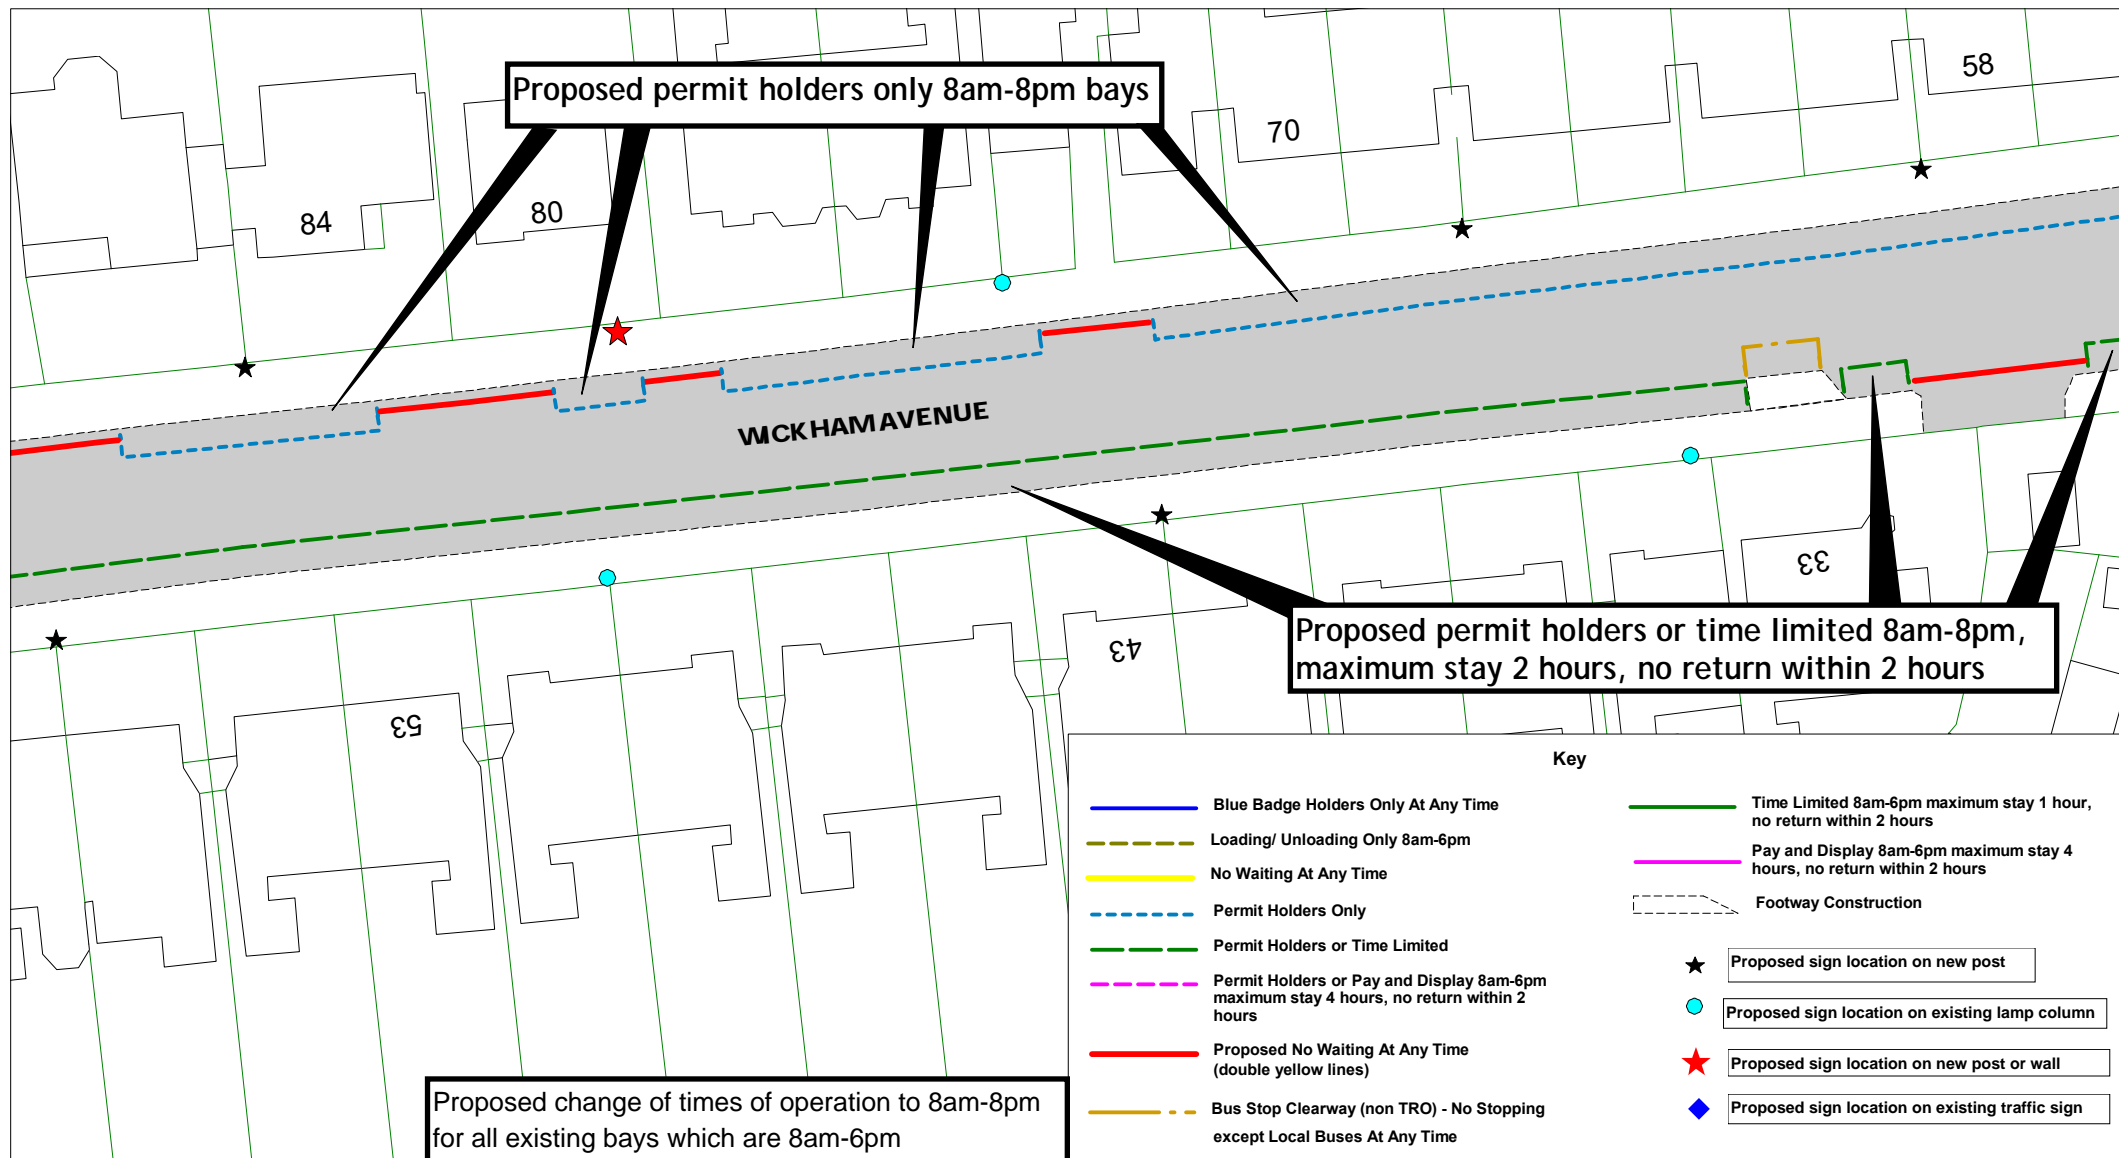 58
Proposed permit holders only 8am-8pm bays
70
84
80
WICKHAM AVENUE
33
Proposed permit holders or time limited 8am-8pm,
maximum stay 2 hours, no return within 2 hours
43
53
Key
Blue Badge Holders Only At Any Time
Loading/ Unloading Only 8am-6pm
No Waiting At Any Time
Permit Holders Only
Permit Holders or Time Limited
Permit Holders or Pay and Display 8am-6pm
maximum stay 4 hours, no return within 2
hours
Proposed No Waiting At Any Time
(double yellow lines)
Bus Stop Clearway (non TRO) - No Stopping
except Local Buses At Any Time
Time Limited 8am-6pm maximum stay 1 hour,
no return within 2 hours
Pay and Display 8am-6pm maximum stay 4
hours, no return within 2 hours
Footway Construction
Proposed sign location on new post
Proposed sign location on existing lamp column
Proposed sign location on new post or wall
Proposed sign location on existing traffic sign
Proposed change of times of operation to 8am-8pm
for all existing bays which are 8am-6pm